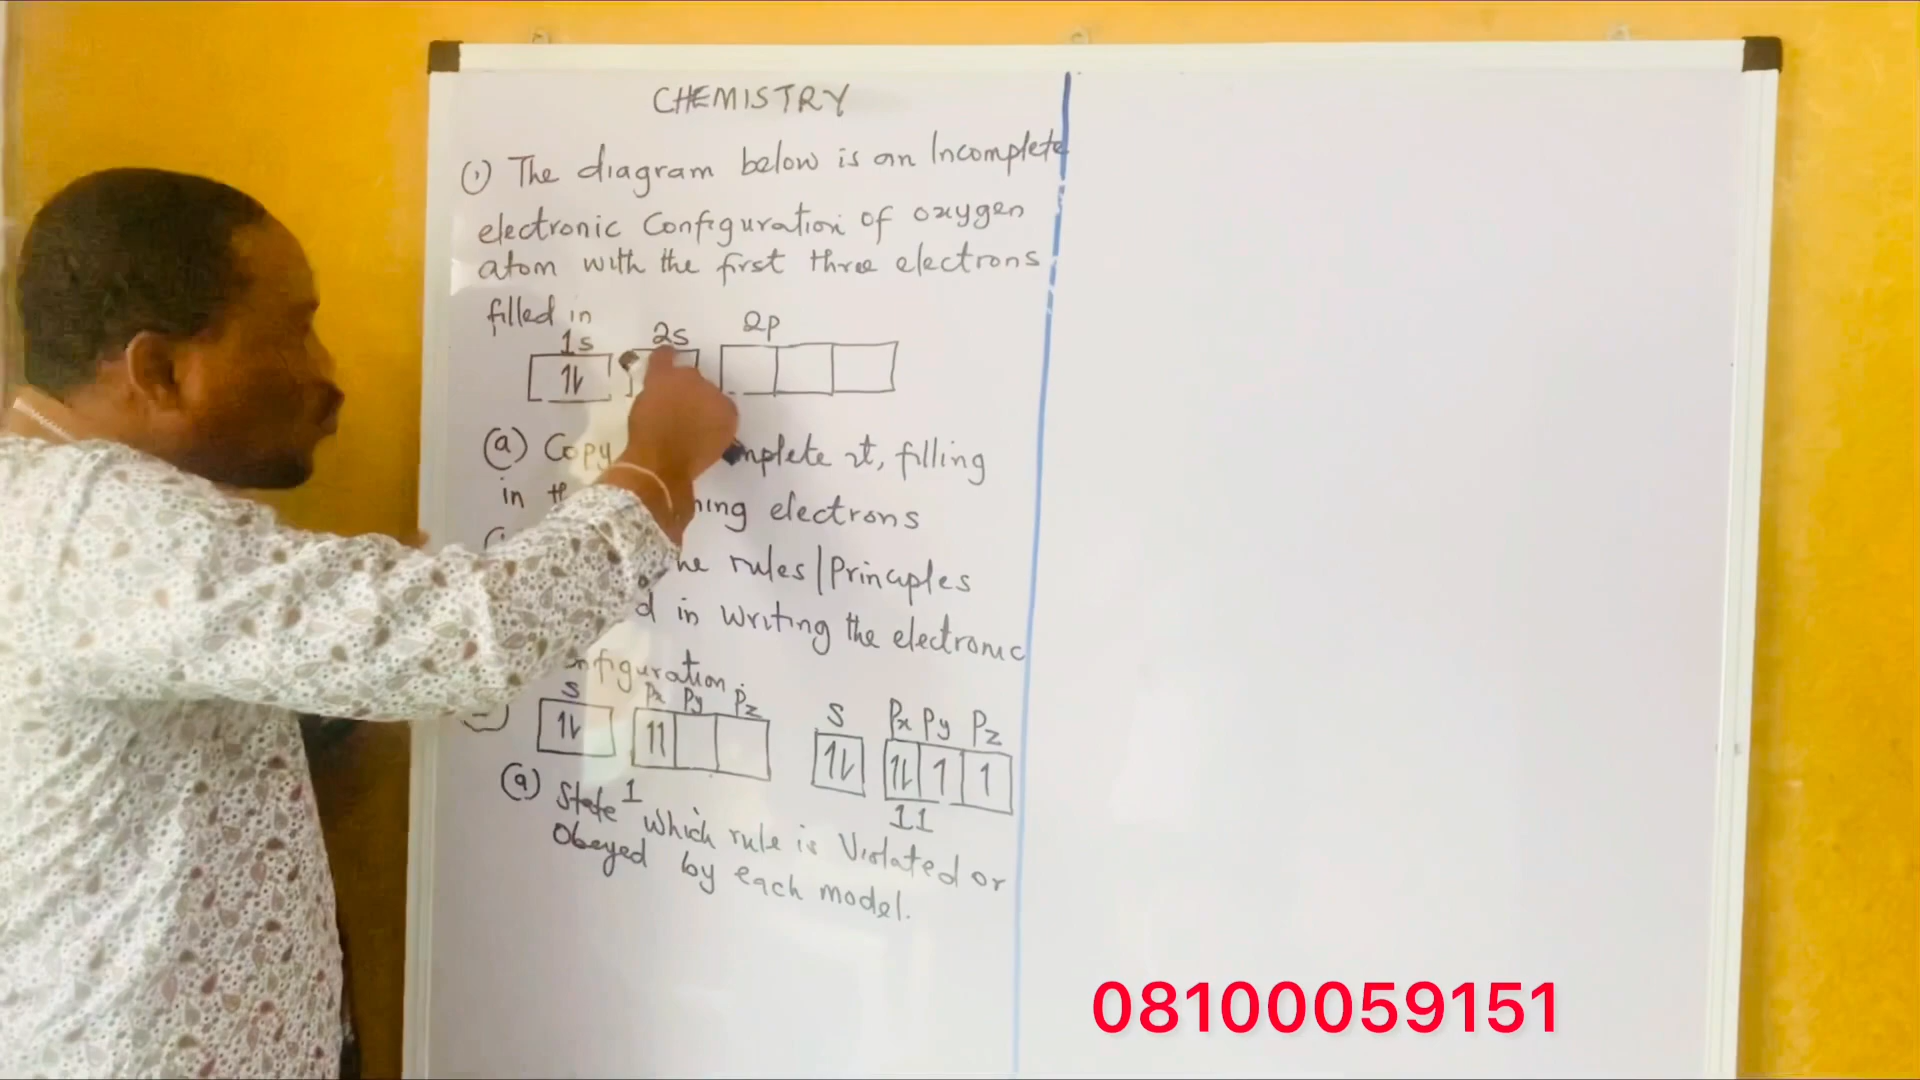 CHEMISTRY
(1) The diagram below is an Incomplete
electronic Configuration of oxygen
atom with the first three electrons
filled in
1s 2s 2p
1⇂
(a) Copy mplete it, filling
in th ning electrons
he rules/Principles
d in writing the electronic
nfiguration.
S Px Py Pz S Px Py Pz
1⇂ 11 1⇂ 1⇂ 1 1
1 11
(a) State which rule is Violated or
Obeyed by each model.
08100059151